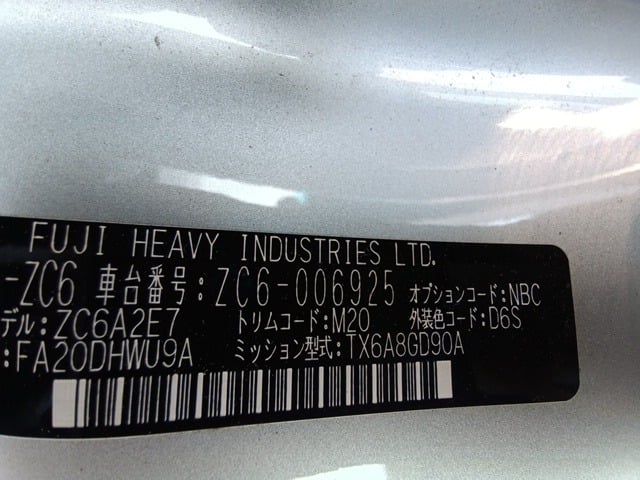 FUJI HEAVY INDUSTRIES LTD.
-ZC6 車台番号:ZC6-006925 オプションコード:NBC
デル:ZC6A2E7 トリムコード:M20 外装色コード:D6S
:FA20DHWU9A ミッション型式:TX6A8GD90A